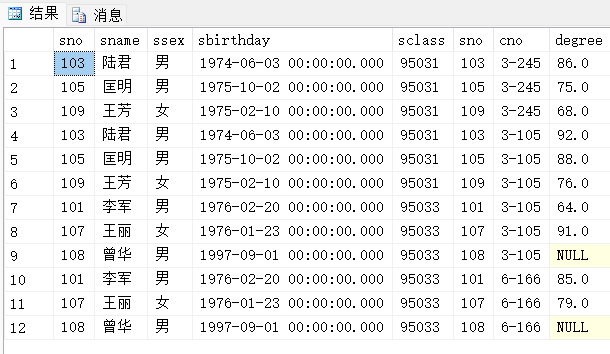 结果 消息
sno sname ssex sbirthday sclass sno cno degree
1 103 陆君 男 1974-06-03 00:00:00.000 95031 103 3-245 86.0
2 105 匡明 男 1975-10-02 00:00:00.000 95031 105 3-245 75.0
3 109 王芳 女 1975-02-10 00:00:00.000 95031 109 3-245 68.0
4 103 陆君 男 1974-06-03 00:00:00.000 95031 103 3-105 92.0
5 105 匡明 男 1975-10-02 00:00:00.000 95031 105 3-105 88.0
6 109 王芳 女 1975-02-10 00:00:00.000 95031 109 3-105 76.0
7 101 李军 男 1976-02-20 00:00:00.000 95033 101 3-105 64.0
8 107 王丽 女 1976-01-23 00:00:00.000 95033 107 3-105 91.0
9 108 曾华 男 1997-09-01 00:00:00.000 95033 108 3-105 NULL
10 101 李军 男 1976-02-20 00:00:00.000 95033 101 6-166 85.0
11 107 王丽 女 1976-01-23 00:00:00.000 95033 107 6-166 79.0
12 108 曾华 男 1997-09-01 00:00:00.000 95033 108 6-166 NULL